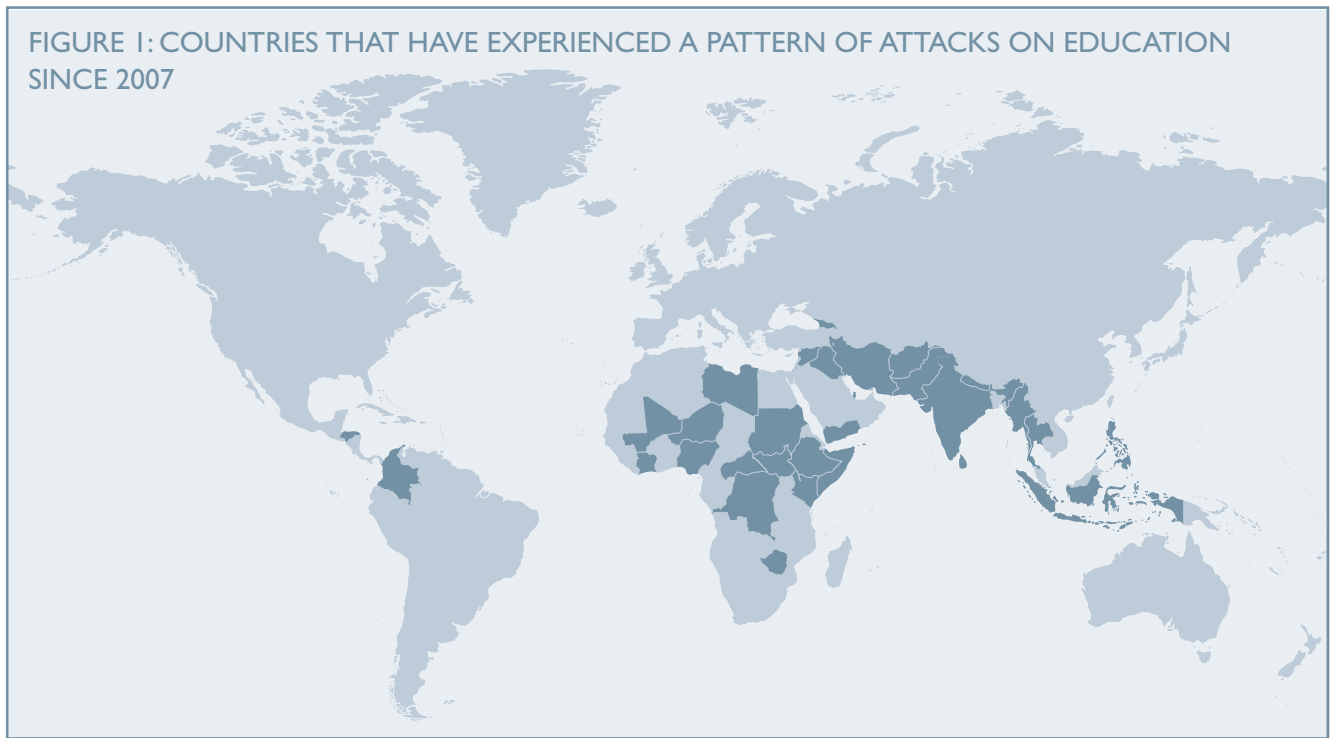 FIGURE 1: COUNTRIES THAT HAVE EXPERIENCED A PATTERN OF ATTACKS ON EDUCATION
SINCE 2007